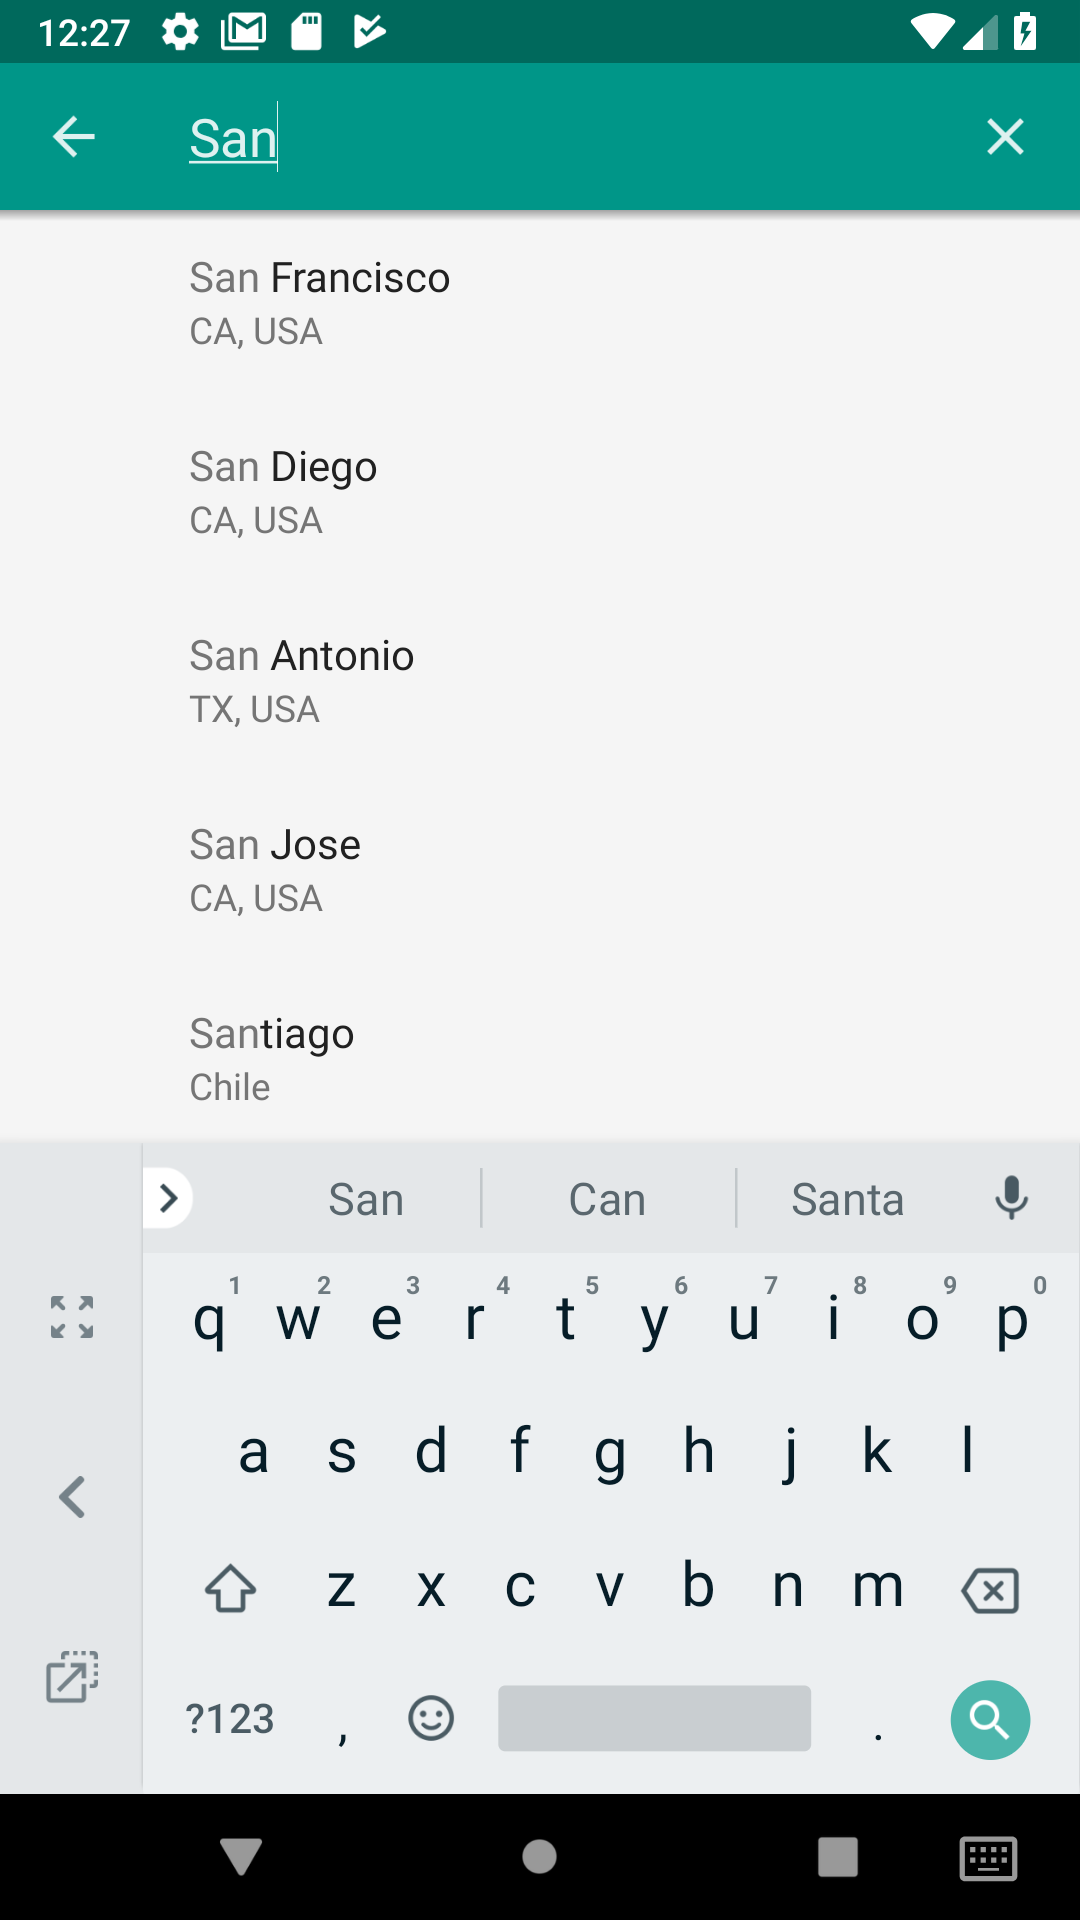 12:27
San
San Francisco
CA, USA
San Diego
CA, USA
San Antonio
TX, USA
San Jose
CA, USA
Santiago
Chile
San Can Santa
1 2 3 4 5 6 7 8 9 0
q w e r t y u i o p
a s d f g h j k l
z x c v b n m
?123 , .